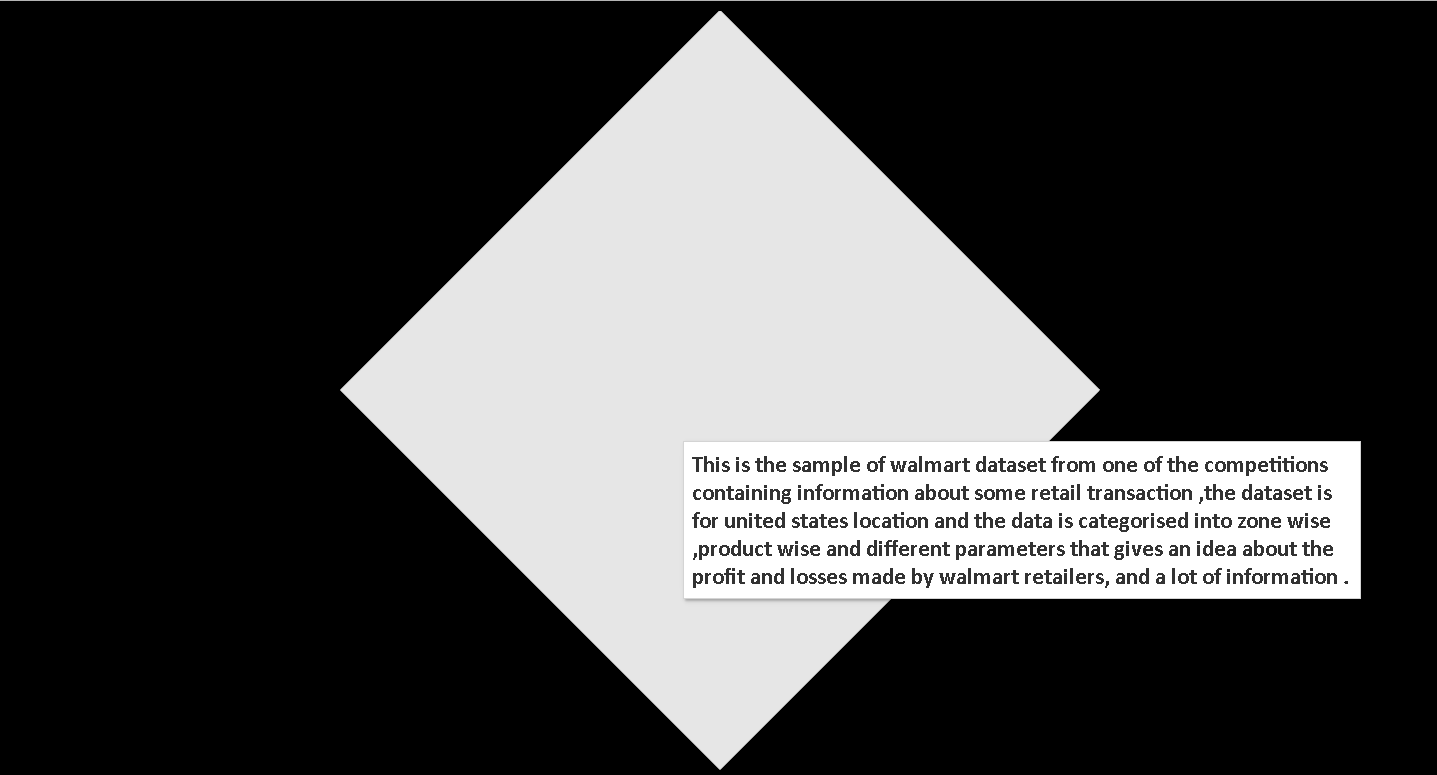 This is the sample of walmart dataset from one of the competitions
containing information about some retail transaction ,the dataset is
for united states location and the data is categorised into zone wise
,product wise and different parameters that gives an idea about the
profit and losses made by walmart retailers, and a lot of information .